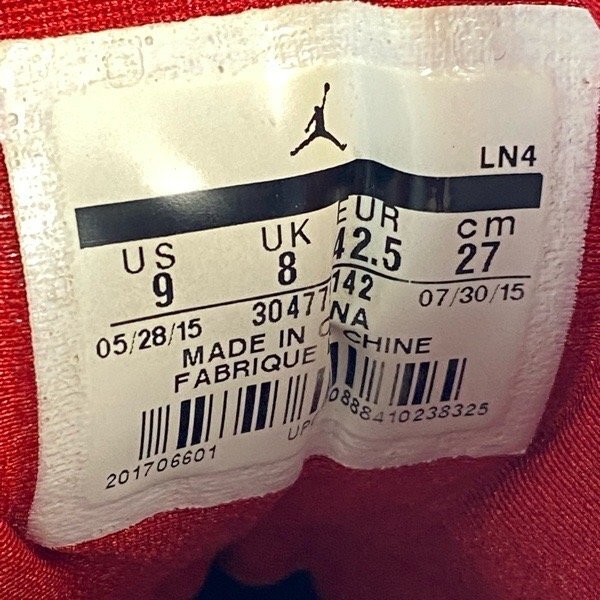 LN4
US UK EUR cm
9 8 42.5 27
05/28/15 30477 142 07/30/15
MADE IN
FABRIQUE CHINE
201706601 0888410238325